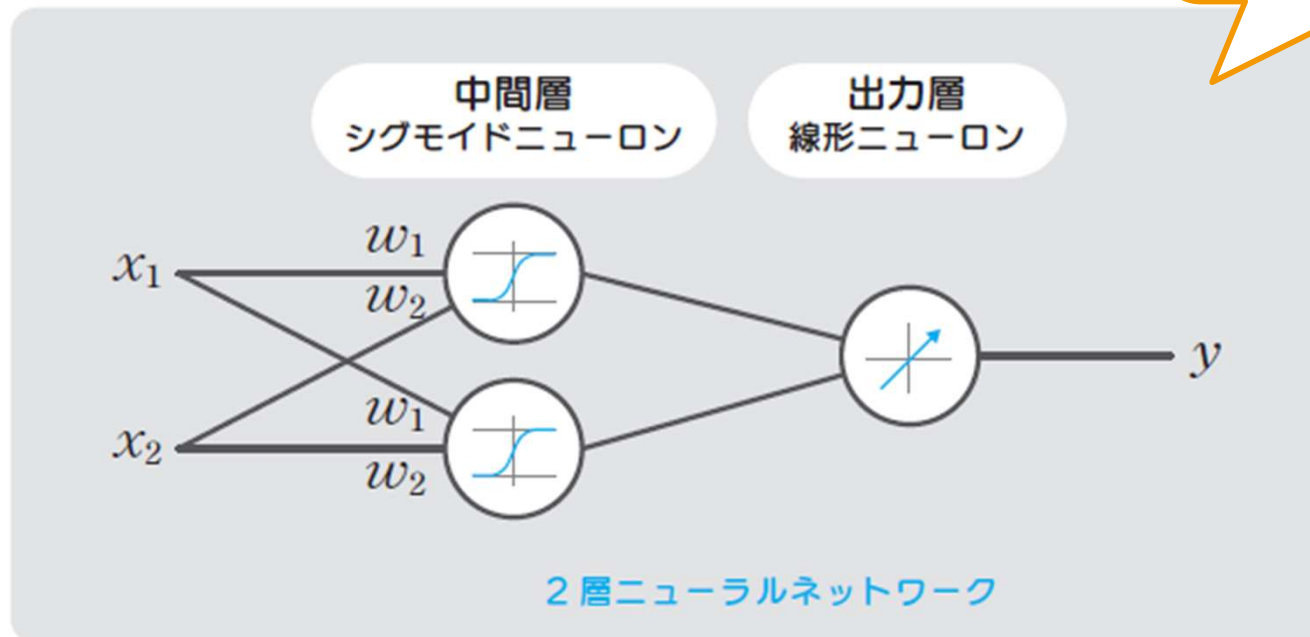 中間層
シグモイドニューロン
出力層
線形ニューロン
x₁
w₁
w₂
x₂
w₁
w₂
y
2 層ニューラルネットワーク